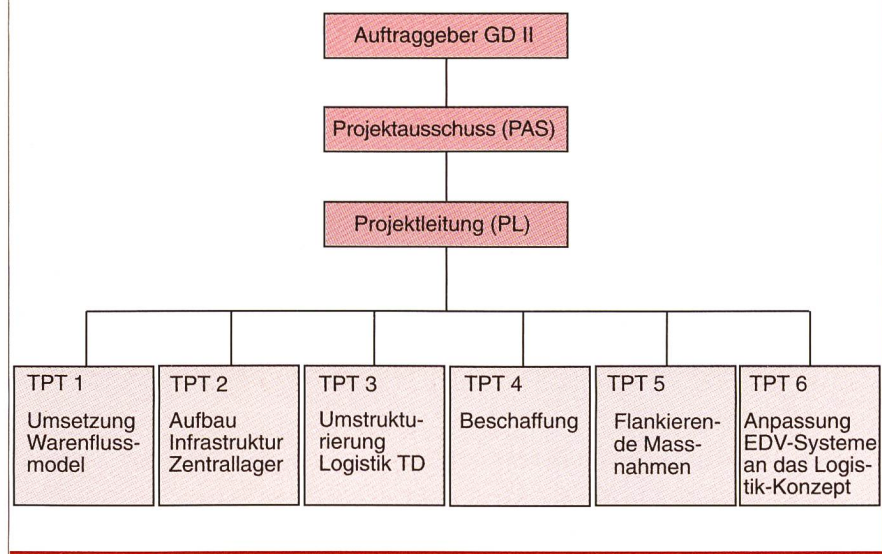 Auftraggeber GD II
Projektausschuss (PAS)
Projektleitung (PL)
TPT 1
Umsetzung
Warenfluss-
model
TPT 2
Aufbau
Infrastruktur
Zentrallager
TPT 3
Umstruktu-
rierung
Logistik TD
TPT 4
Beschaffung
TPT 5
Flankieren-
de Mass-
nahmen
TPT 6
Anpassung
EDV-Systeme
an das Logis-
tik-Konzept